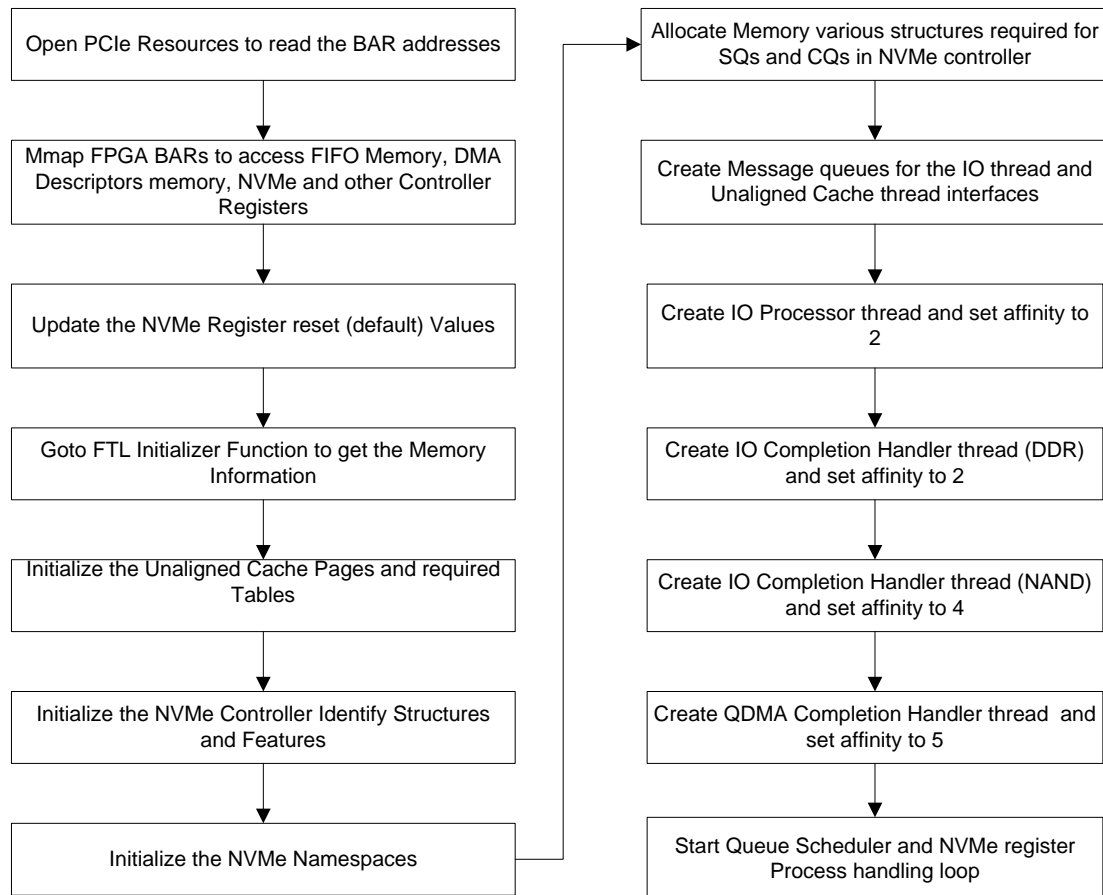 Open PCIe Resources to read the BAR addresses
Mmap FPGA BARs to access FIFO Memory, DMA
Descriptors memory, NVMe and other Controller
Registers
Update the NVMe Register reset (default) Values
Goto FTL Initializer Function to get the Memory
Information
Initialize the Unaligned Cache Pages and required
Tables
Initialize the NVMe Controller Identify Structures
and Features
Initialize the NVMe Namespaces
Allocate Memory various structures required for
SQs and CQs in NVMe controller
Create Message queues for the IO thread and
Unaligned Cache thread interfaces
Create IO Processor thread and set affinity to
2
Create IO Completion Handler thread (DDR)
and set affinity to 2
Create IO Completion Handler thread (NAND)
and set affinity to 4
Create QDMA Completion Handler thread and
set affinity to 5
Start Queue Scheduler and NVMe register
Process handling loop